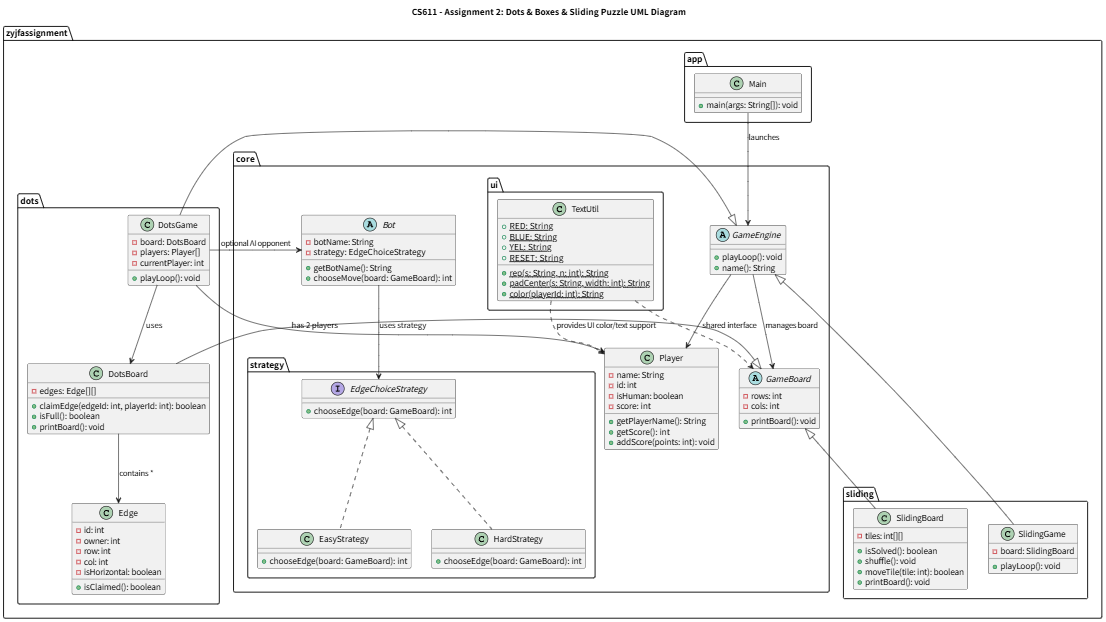 CS611 - Assignment 2: Dots & Boxes & Sliding Puzzle UML Diagram
zyjfassignment
app
C Main
main(args: String[]): void
launches
core
ui
C TextUtil
RED: String
BLUE: String
YEL: String
RESET: String
rep(s: String, n: int): String
padCenter(s: String, width: int): String
color(playerId: int): String
dots
C DotsGame
board: DotsBoard
players: Player[]
currentPlayer: int
playLoop(): void
optional AI opponent
A Bot
botName: String
strategy: EdgeChoiceStrategy
getBotName(): String
chooseMove(board: GameBoard): int
A GameEngine
playLoop(): void
name(): String
uses
has 2 players
uses strategy
provides UI color/text support
shared interface
manages board
C DotsBoard
edges: Edge[][]
claimEdge(edgeId: int, playerId: int): boolean
isFull(): boolean
printBoard(): void
strategy
I EdgeChoiceStrategy
chooseEdge(board: GameBoard): int
C Player
name: String
id: int
isHuman: boolean
score: int
getPlayerName(): String
getScore(): int
addScore(points: int): void
A GameBoard
rows: int
cols: int
printBoard(): void
contains *
C Edge
id: int
owner: int
row: int
col: int
isHorizontal: boolean
isClaimed(): boolean
C EasyStrategy
chooseEdge(board: GameBoard): int
C HardStrategy
chooseEdge(board: GameBoard): int
sliding
C SlidingBoard
tiles: int[][]
isSolved(): boolean
shuffle(): void
moveTile(tile: int): boolean
printBoard(): void
C SlidingGame
board: SlidingBoard
playLoop(): void